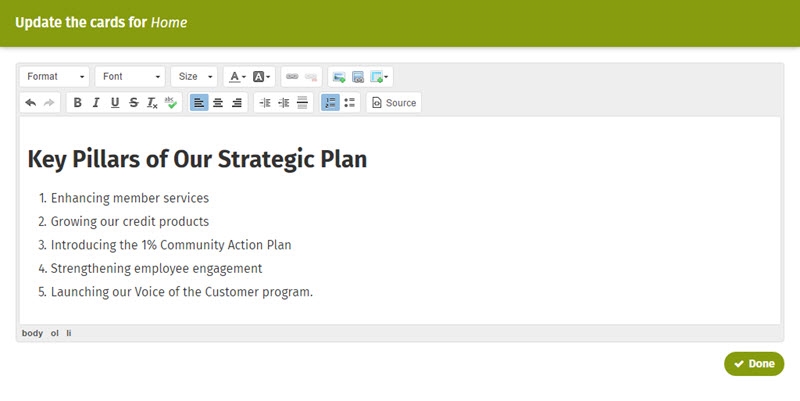 Update the cards for Home
Format Font Size A A
B I U S Tx ABC Source
Key Pillars of Our Strategic Plan
1. Enhancing member services
2. Growing our credit products
3. Introducing the 1% Community Action Plan
4. Strengthening employee engagement
5. Launching our Voice of the Customer program.
body ol li
Done